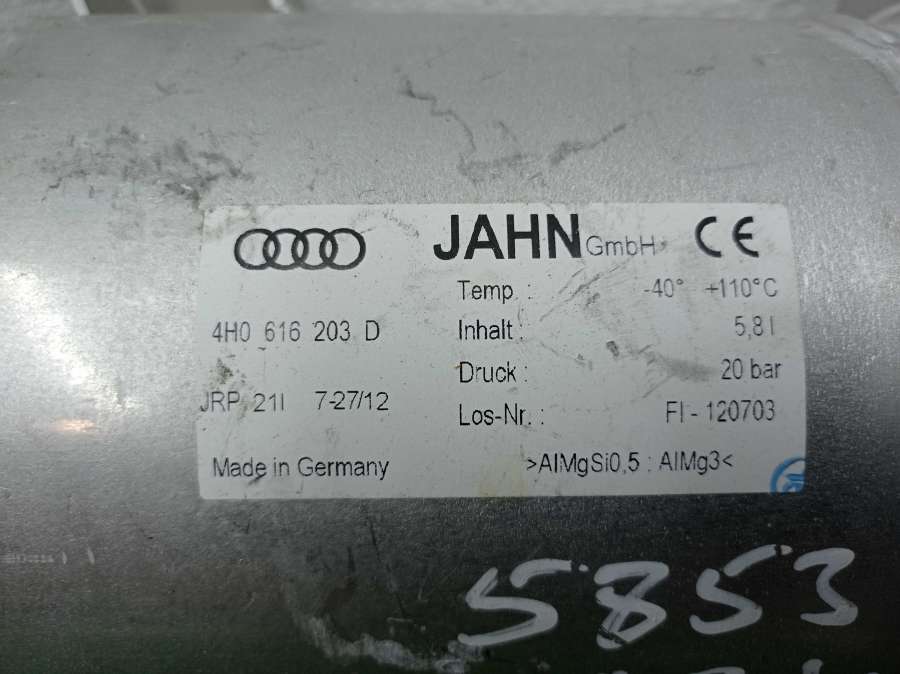 JAHN GmbH CE
Temp : -40° +110°C
4H0 616 203 D
Inhalt : 5,8 l
Druck : 20 bar
JRP 21I 7-27/12
Los-Nr. : FI - 120703
Made in Germany >AlMgSi0,5 : AlMg3<
5853